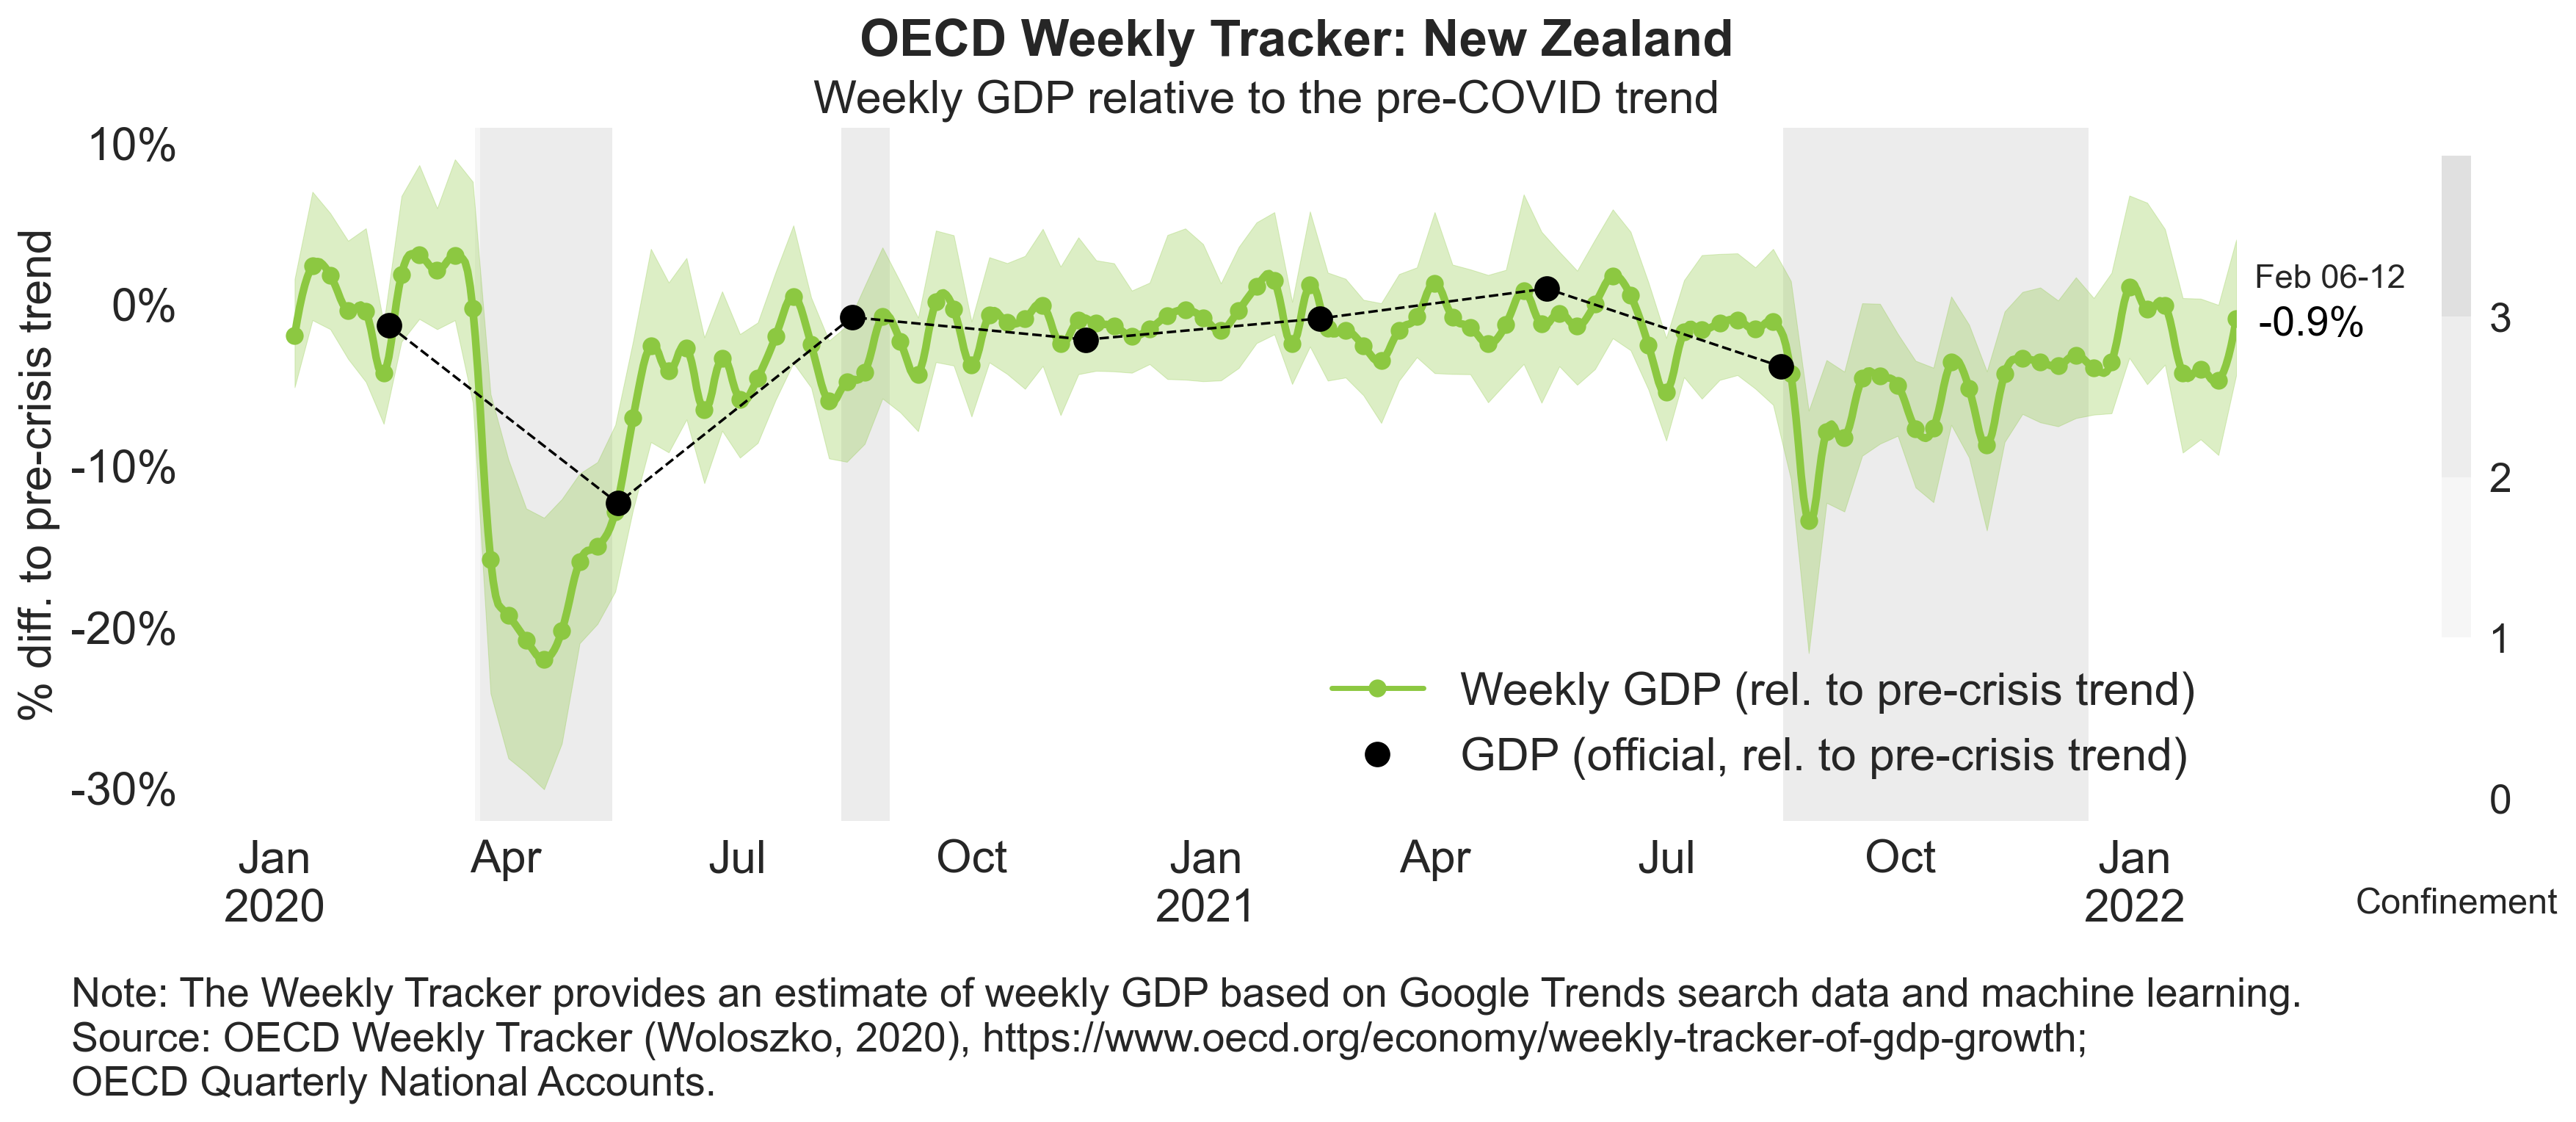 OECD Weekly Tracker: New Zealand
Weekly GDP relative to the pre-COVID trend
% diff. to pre-crisis trend
10%
0%
-10%
-20%
-30%
Feb 06-12
-0.9%
3
2
1
0
Confinement
Weekly GDP (rel. to pre-crisis trend)
GDP (official, rel. to pre-crisis trend)
Jan Apr Jul Oct Jan Apr Jul Oct Jan
2020 2021 2022
Note: The Weekly Tracker provides an estimate of weekly GDP based on Google Trends search data and machine learning.
Source: OECD Weekly Tracker (Woloszko, 2020), https://www.oecd.org/economy/weekly-tracker-of-gdp-growth;
OECD Quarterly National Accounts.